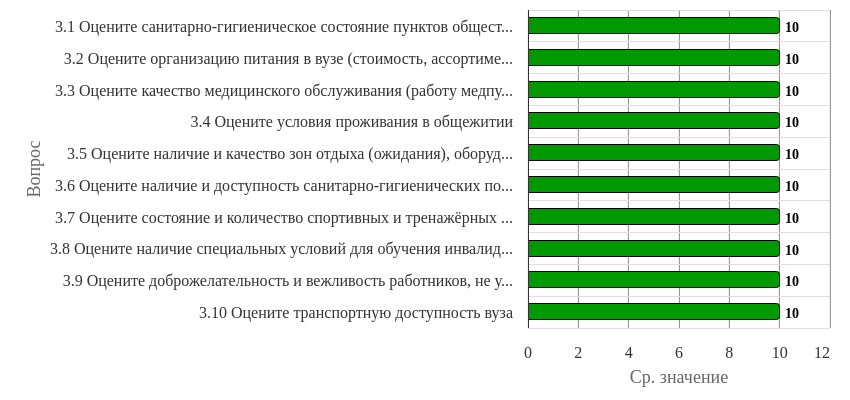 3.1 Оцените санитарно-гигиеническое состояние пунктов общест... 10
3.2 Оцените организацию питания в вузе (стоимость, ассортиме... 10
3.3 Оцените качество медицинского обслуживания (работу медпу... 10
3.4 Оцените условия проживания в общежитии 10
3.5 Оцените наличие и качество зон отдыха (ожидания), оборуд... 10
3.6 Оцените наличие и доступность санитарно-гигиенических по... 10
3.7 Оцените состояние и количество спортивных и тренажёрных ... 10
3.8 Оцените наличие специальных условий для обучения инвалид... 10
3.9 Оцените доброжелательность и вежливость работников, не у... 10
3.10 Оцените транспортную доступность вуза 10
Вопрос
0 2 4 6 8 10 12
Ср. значение